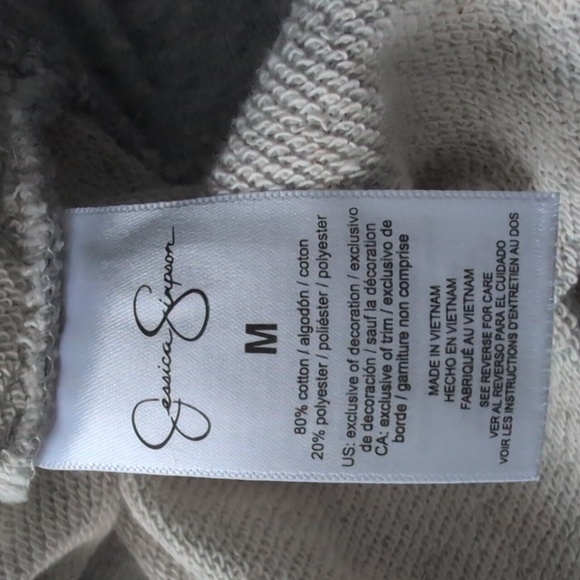 Jessica Simpson
M
80% cotton / algodón / coton
20% polyester / poliéster / polyester
US: exclusive of decoration / exclusivo
de decoración / sauf la décoration
CA: exclusive of trim / exclusivo de
borde / garniture non comprise
MADE IN VIETNAM
HECHO EN VIETNAM
FABRIQUÉ AU VIETNAM
SEE REVERSE FOR CARE
VER AL REVERSO PARA EL CUIDADO
VOIR LES INSTRUCTIONS D'ENTRETIEN AU DOS